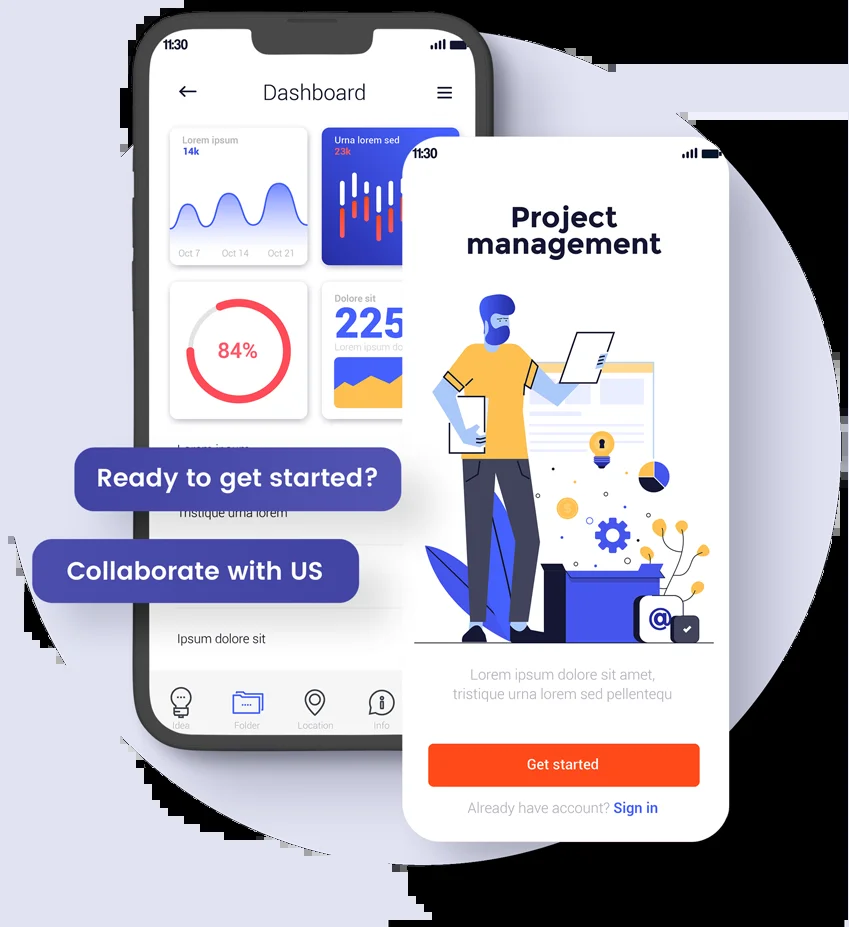 11:30
Dashboard
Lorem ipsum
14k
Oct 7 Oct 14 Oct 21
Urna lorem sed
23k
84%
Dolore sit
225
Lorem ipsum do
Ready to get started?
Tristique urna lorem
Collaborate with US
Ipsum dolore sit
Idea Folder Location Info
11:30
Project
management
@
Lorem ipsum dolor sit amet,
tristique urna lorem sed pellentequ
Get started
Already have account? Sign in